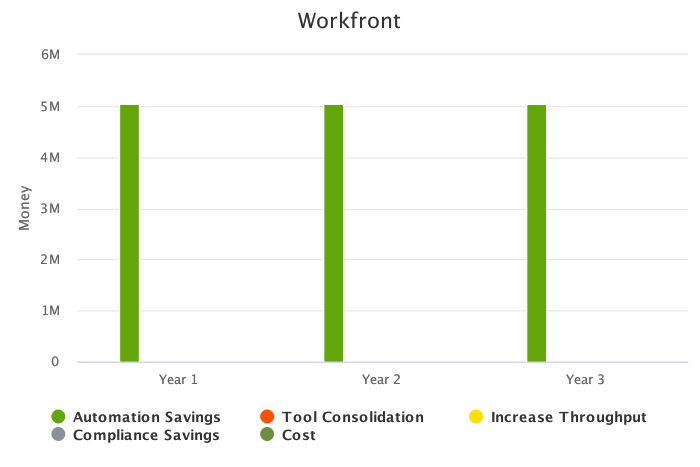 Workfront
6M
5M
4M
3M
2M
1M
0
Money
Year 1 Year 2 Year 3
Automation Savings Tool Consolidation Increase Throughput
Compliance Savings Cost